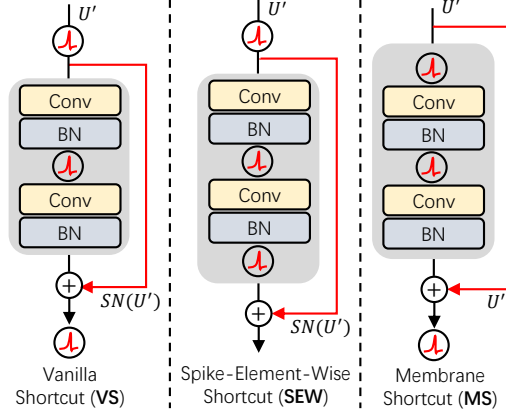 U′
Conv
BN
Conv
BN
+
SN(U′)
Vanilla
Shortcut (VS)
U′
Conv
BN
Conv
BN
+
SN(U′)
Spike-Element-Wise
Shortcut (SEW)
U′
Conv
BN
Conv
BN
+
U′
Membrane
Shortcut (MS)